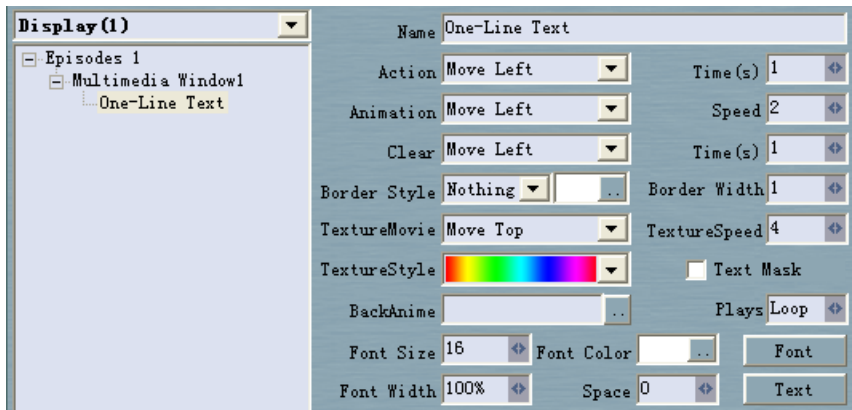 Display(1)
Episodes 1
Multimedia Window1
One-Line Text
Name One-Line Text
Action Move Left Time(s) 1
Animation Move Left Speed 2
Clear Move Left Time(s) 1
Border Style Nothing .. Border Width 1
TextureMovie Move Top TextureSpeed 4
TextureStyle Text Mask
BackAnime .. Plays Loop
Font Size 16 Font Color .. Font
Font Width 100% Space 0 Text